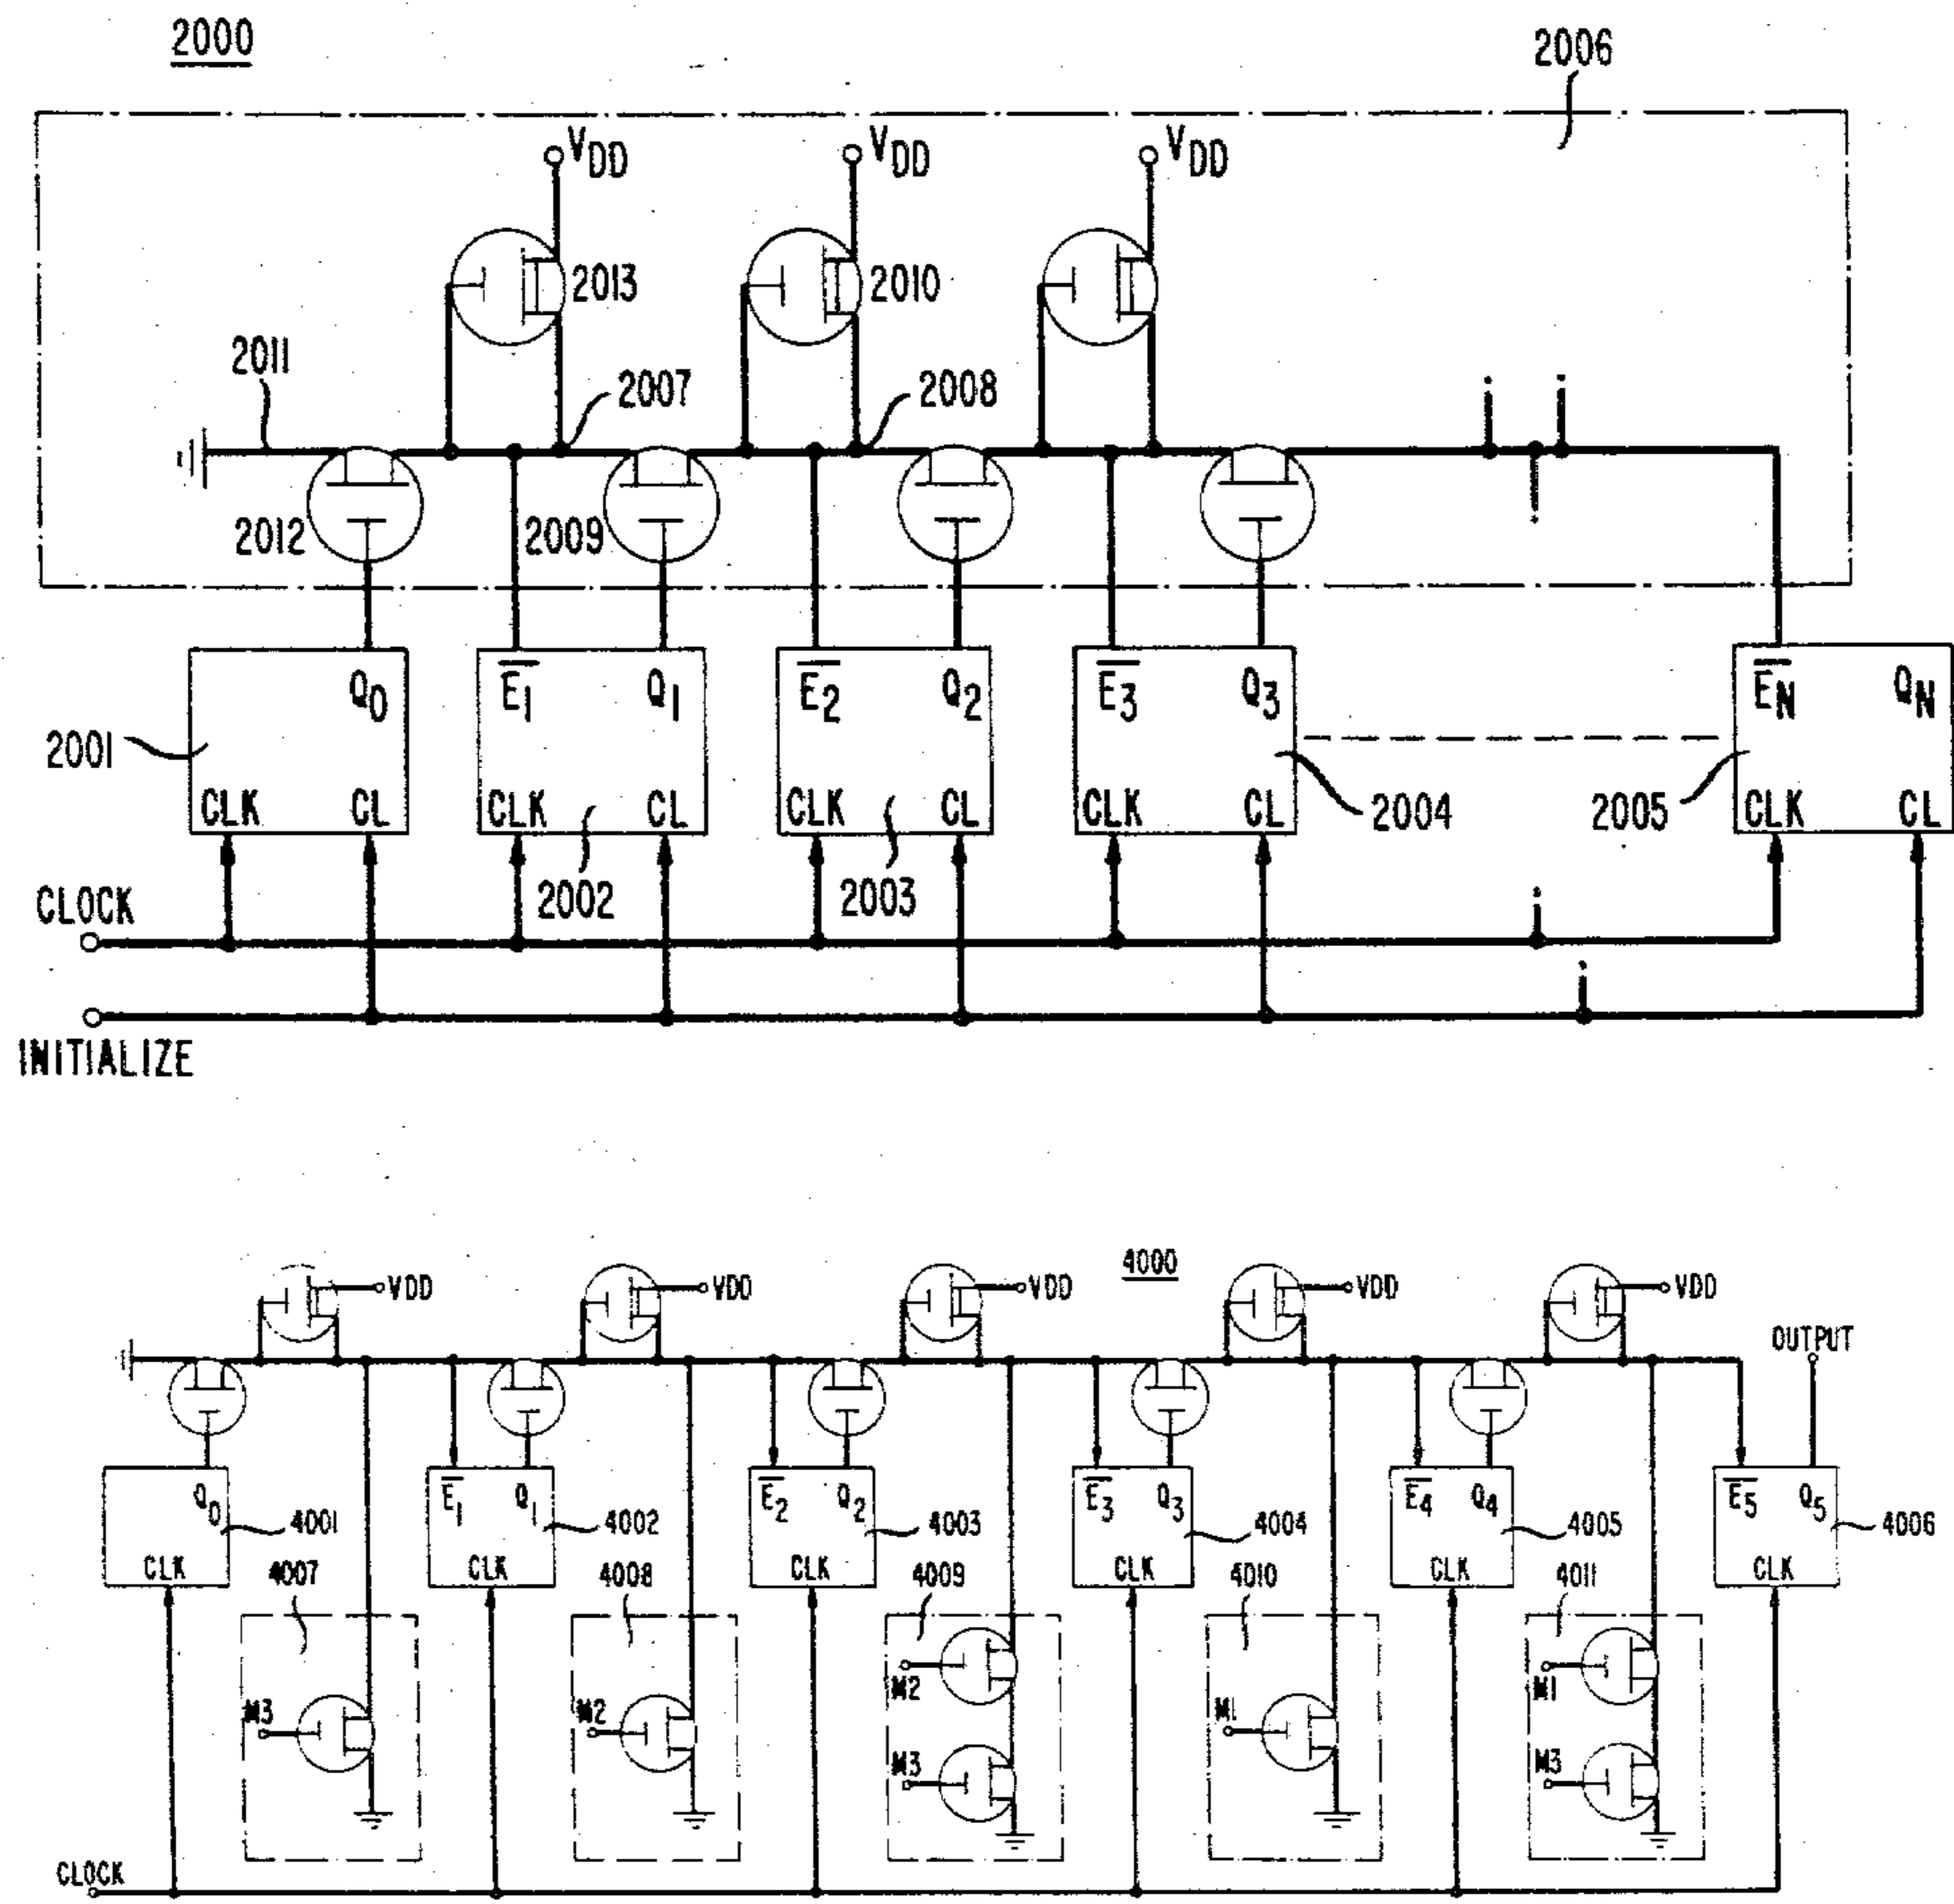 2000
2006
VDD VDD VDD
2013 2010
2011 2007 2008
2012 2009
Q0 E1 Q1 E2 Q2 E3 Q3 EN QN
2001 2004 2005
CLK CL CLK CL CLK CL CLK CL CLK CL
2002 2003
CLOCK
INITIALIZE
4000
VDD VDD VDD VDD VDD
OUTPUT
Q0 E1 Q1 E2 Q2 E3 Q3 E4 Q4 E5 Q5
4001 4002 4003 4004 4005 4006
CLK CLK CLK CLK CLK CLK
4007 4008 4009 4010 4011
M2 M1
M3 M2 M1
M3 M3
CLOCK